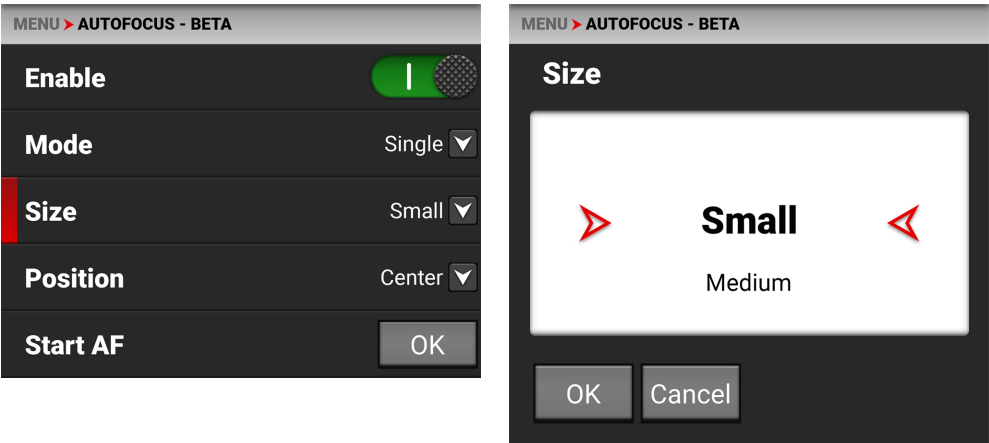 MENU AUTOFOCUS - BETA
Enable
Mode Single
Size Small
Position Center
Start AF OK
MENU AUTOFOCUS - BETA
Size
Small
Medium
OK Cancel